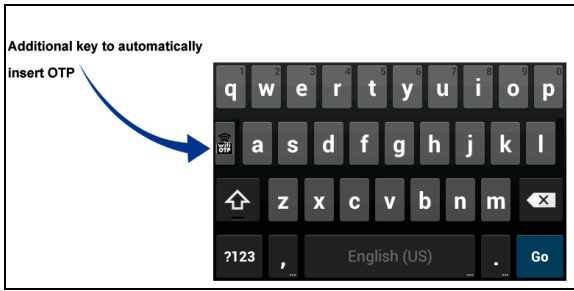 Additional key to automatically
insert OTP
1 2 3 4 5 6 7 8 9 0
q w e r t y u i o p
wifi
OTP
a s d f g h j k l
z x c v b n m
?123 , ... English (US) ... . ... Go